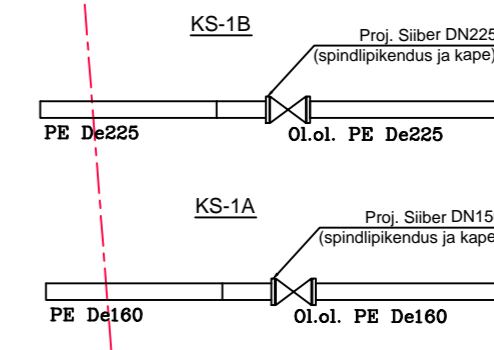 KS-1B
Proj. Siiber DN225
(spindlipikendus ja kape)
PE De225
Ol.ol. PE De225
KS-1A
Proj. Siiber DN15
(spindlipikendus ja kape
PE De160
Ol.ol. PE De160